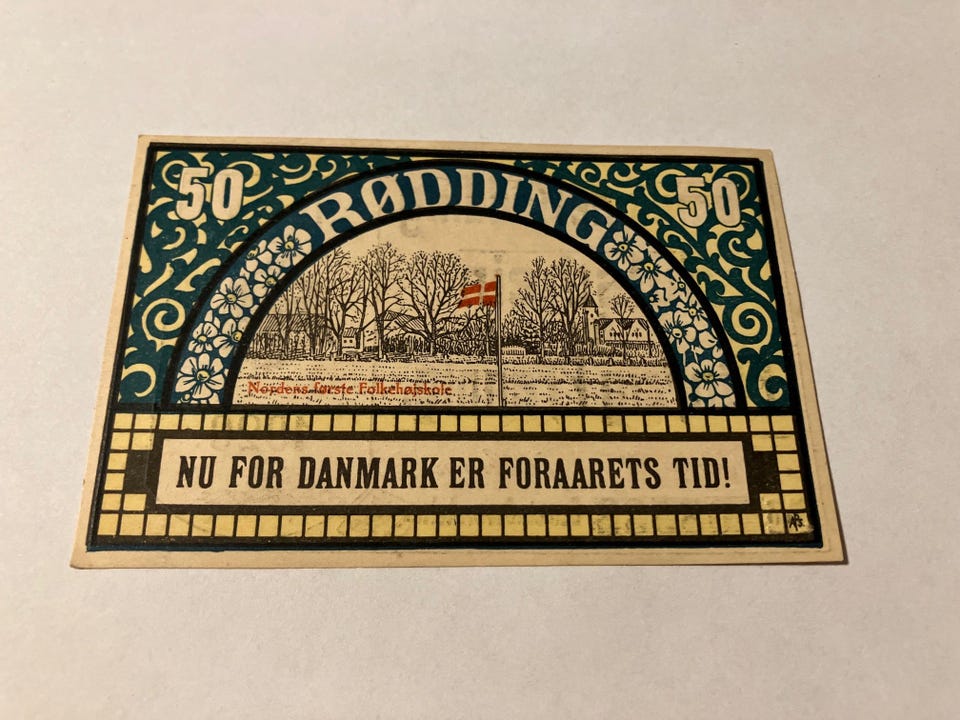 50 RØDDING 50
Nordens første Folkehøjskole
NU FOR DANMARK ER FORAARETS TID!